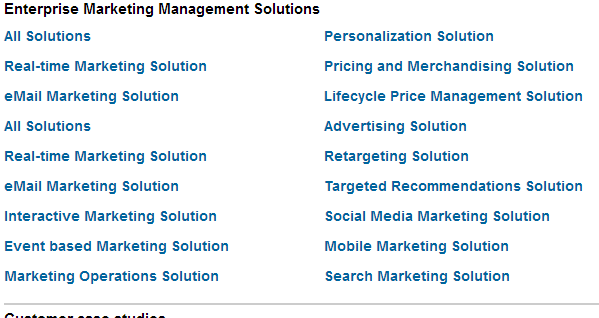 Enterprise Marketing Management Solutions
All Solutions
Real-time Marketing Solution
eMail Marketing Solution
All Solutions
Real-time Marketing Solution
eMail Marketing Solution
Interactive Marketing Solution
Event based Marketing Solution
Marketing Operations Solution
Personalization Solution
Pricing and Merchandising Solution
Lifecycle Price Management Solution
Advertising Solution
Retargeting Solution
Targeted Recommendations Solution
Social Media Marketing Solution
Mobile Marketing Solution
Search Marketing Solution
Customer case studies